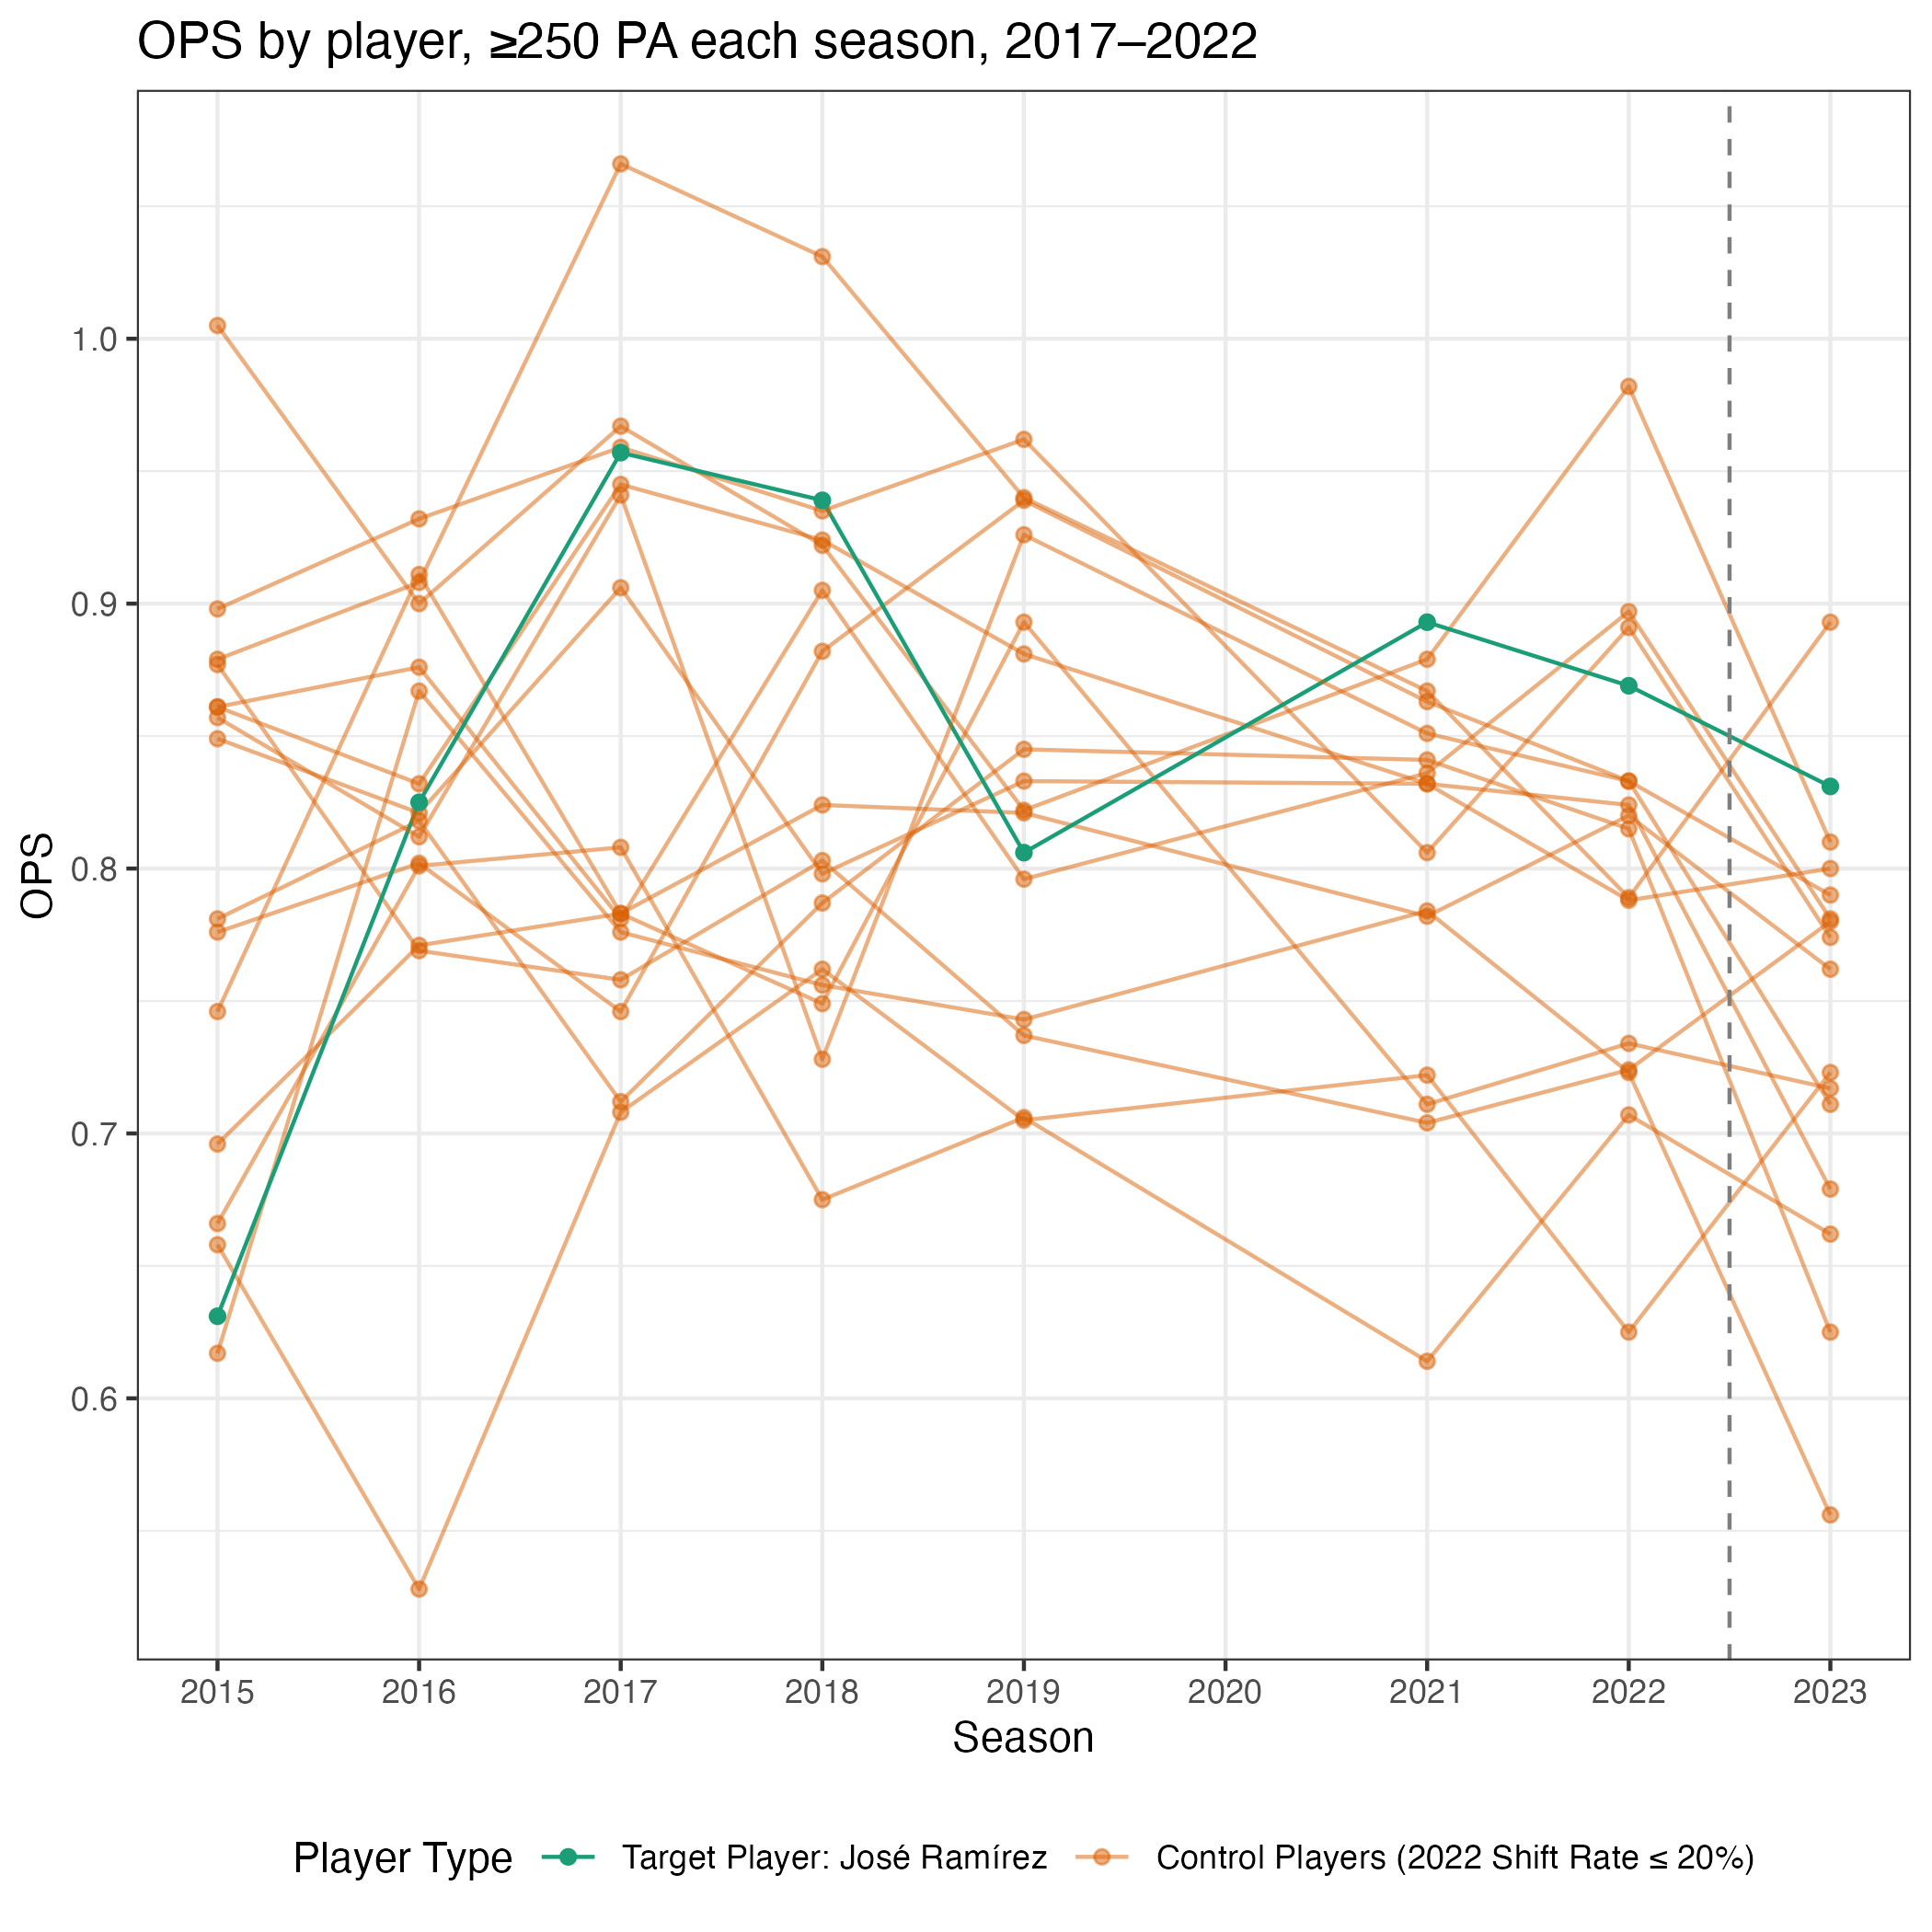 OPS by player, ≥250 PA each season, 2017–2022
OPS
1.0
0.9
0.8
0.7
0.6
2015 2016 2017 2018 2019 2020 2021 2022 2023
Season
Player Type Target Player: José Ramírez Control Players (2022 Shift Rate ≤ 20%)